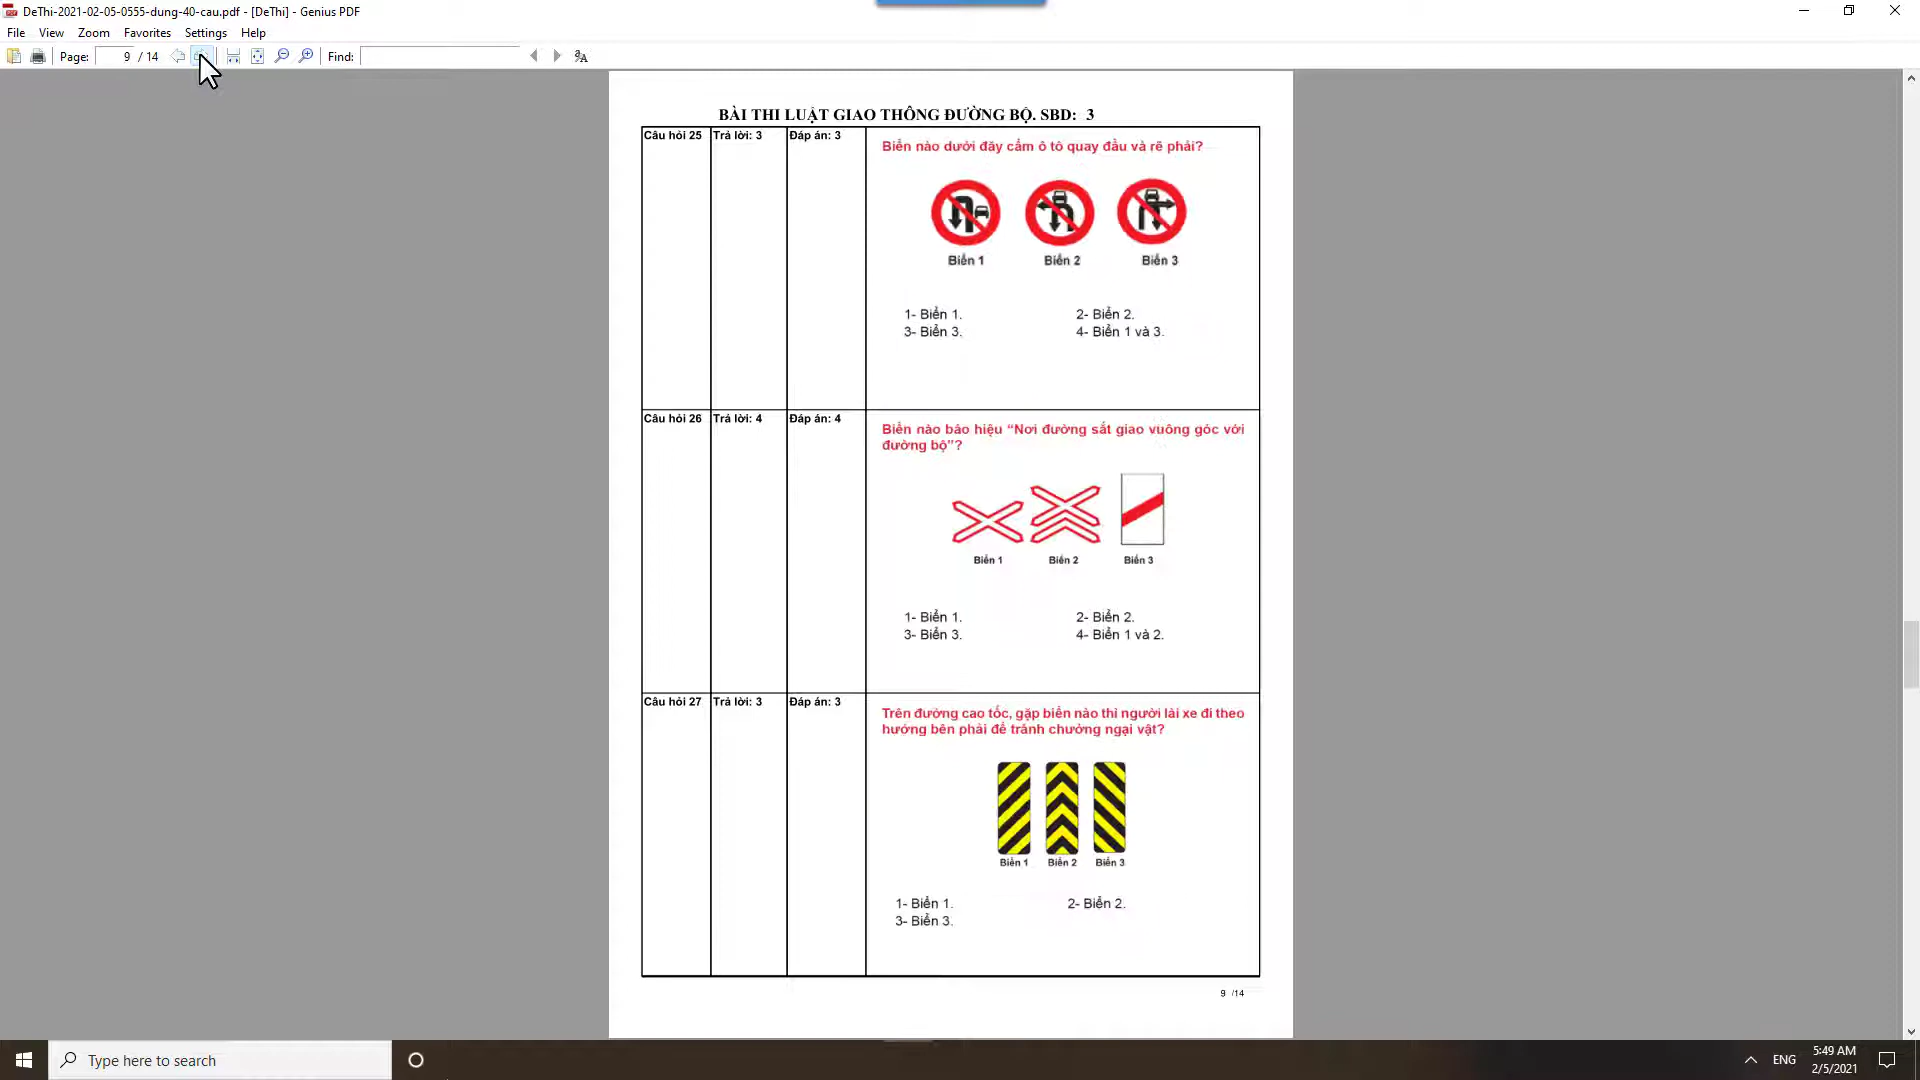 DeThi-2021-02-05-0555-dung-40-cau.pdf - [DeThi] - Genius PDF
File View Zoom Favorites Settings Help
Page: 9 / 14 Find:
BÀI THI LUẬT GIAO THÔNG ĐƯỜNG BỘ. SBD: 3
Câu hỏi 25 Trả lời: 3 Đáp án: 3
Biển nào dưới đây cấm ô tô quay đầu và rẽ phải?
Biển 1 Biển 2 Biển 3
1- Biển 1. 2- Biển 2.
3- Biển 3. 4- Biển 1 và 3.
Câu hỏi 26 Trả lời: 4 Đáp án: 4
Biển nào báo hiệu “Nơi đường sắt giao vuông góc với
đường bộ”?
Biển 1 Biển 2 Biển 3
1- Biển 1. 2- Biển 2.
3- Biển 3. 4- Biển 1 và 2.
Câu hỏi 27 Trả lời: 3 Đáp án: 3
Trên đường cao tốc, gặp biển nào thì người lái xe đi theo
hướng bên phải để tránh chướng ngại vật?
Biển 1 Biển 2 Biển 3
1- Biển 1. 2- Biển 2.
3- Biển 3.
9 /14
Type here to search
ENG
5:49 AM
2/5/2021